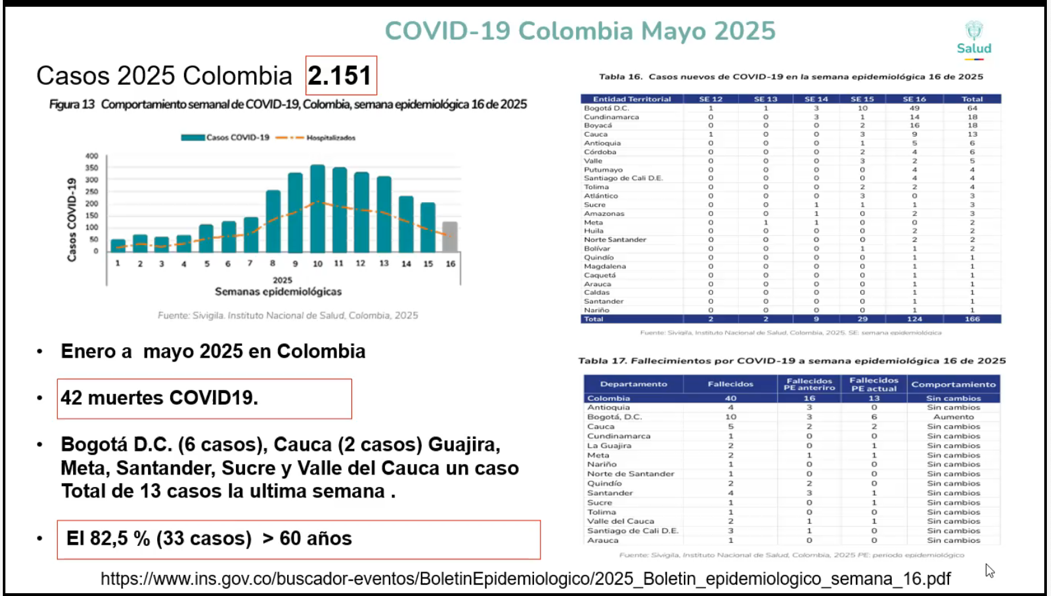 COVID-19 Colombia Mayo 2025
Salud
Casos 2025 Colombia 2.151
Figura 13 Comportamiento semanal de COVID-19, Colombia, semana epidemiológica 16 de 2025
Casos COVID-19 Hospitalizados
Casos COVID-19
400
350
300
250
200
150
100
50
0
1 2 3 4 5 6 7 8 9 10 11 12 13 14 15 16
2025
Semanas epidemiológicas
Fuente: Sivigila. Instituto Nacional de Salud, Colombia, 2025
• Enero a mayo 2025 en Colombia
• 42 muertes COVID19.
• Bogotá D.C. (6 casos), Cauca (2 casos) Guajira,
Meta, Santander, Sucre y Valle del Cauca un caso
Total de 13 casos la ultima semana .
• El 82,5 % (33 casos) > 60 años
Tabla 16. Casos nuevos de COVID-19 en la semana epidemiológica 16 de 2025
Entidad Territorial SE 12 SE 13 SE 14 SE 15 SE 16 Total
Bogotá D.C. 1 1 3 10 49 64
Cundinamarca 0 0 3 1 14 18
Boyacá 0 0 0 2 16 18
Cauca 1 0 0 3 9 13
Antioquia 0 0 0 1 5 6
Córdoba 0 0 0 2 4 6
Valle 0 0 0 3 2 5
Putumayo 0 0 0 0 4 4
Santiago de Cali D.E. 0 0 0 0 4 4
Tolima 0 0 0 2 2 4
Atlántico 0 0 0 3 0 3
Sucre 0 0 1 1 1 3
Amazonas 0 0 1 0 2 3
Meta 0 1 1 0 0 2
Huila 0 0 0 0 2 2
Norte Santander 0 0 0 0 2 2
Bolívar 0 0 0 1 1 2
Quindío 0 0 0 0 1 1
Magdalena 0 0 0 0 1 1
Caquetá 0 0 0 0 1 1
Arauca 0 0 0 0 1 1
Caldas 0 0 0 0 1 1
Santander 0 0 0 0 1 1
Nariño 0 0 0 0 1 1
Total 2 2 9 29 124 166
Fuente: Sivigila, Instituto Nacional de Salud, Colombia, 2025. SE: semana epidemiológica
Tabla 17. Fallecimientos por COVID-19 a semana epidemiológica 16 de 2025
Departamento Fallecidos Fallecidos PE anteriro Fallecidos PE actual Comportamiento
Colombia 40 16 13 Sin cambios
Antioquia 4 3 0 Sin cambios
Bogotá, D.C. 10 3 6 Aumento
Cauca 5 2 2 Sin cambios
Cundinamarca 1 0 0 Sin cambios
La Guajira 2 0 1 Sin cambios
Meta 2 1 1 Sin cambios
Nariño 1 0 0 Sin cambios
Norte de Santander 1 0 0 Sin cambios
Quindío 2 2 0 Sin cambios
Santander 4 3 1 Sin cambios
Sucre 1 0 1 Sin cambios
Tolima 1 0 0 Sin cambios
Valle del Cauca 2 1 1 Sin cambios
Santiago de Cali D.E. 3 1 0 Sin cambios
Arauca 1 0 0 Sin cambios
Fuente: Sivigila, Instituto Nacional de Salud, Colombia, 2025 PE: periodo epidemiológico
https://www.ins.gov.co/buscador-eventos/BoletinEpidemiologico/2025_Boletin_epidemiologico_semana_16.pdf